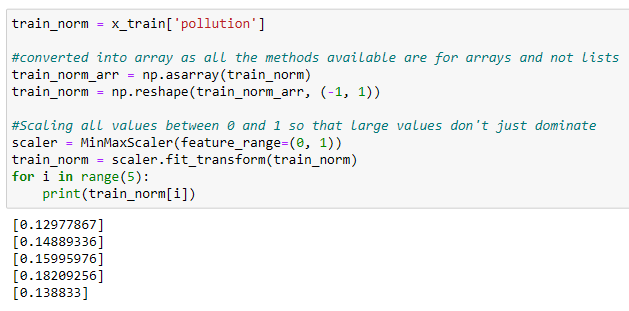 train_norm = x_train['pollution']
#converted into array as all the methods available are for arrays and not lists
train_norm_arr = np.asarray(train_norm)
train_norm = np.reshape(train_norm_arr, (-1, 1))
#Scaling all values between 0 and 1 so that large values don't just dominate
scaler = MinMaxScaler(feature_range=(0, 1))
train_norm = scaler.fit_transform(train_norm)
for i in range(5):
    print(train_norm[i])
[0.12977867]
[0.14889336]
[0.15995976]
[0.18209256]
[0.138833]